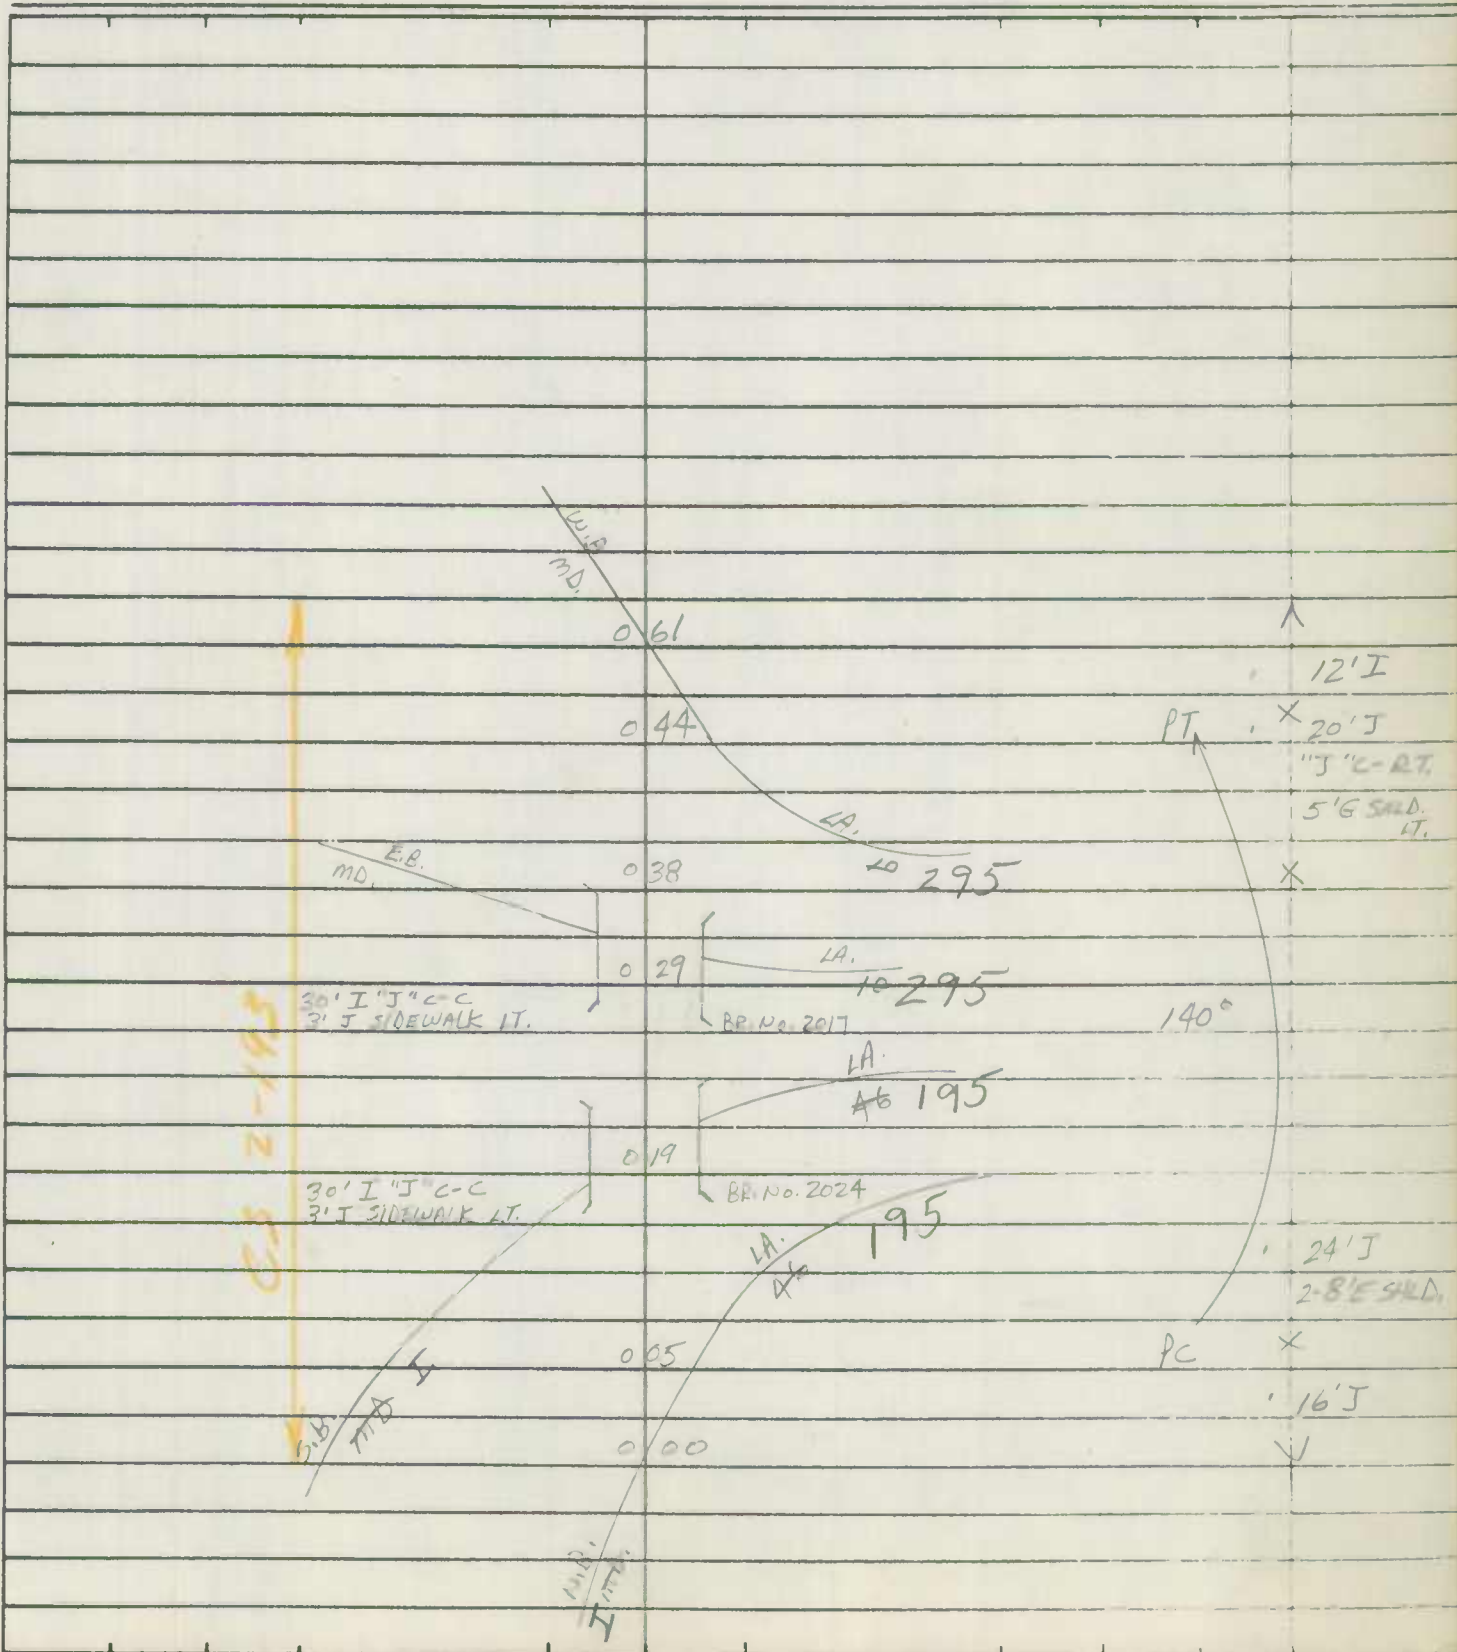 W.B.
MD.
0 61
12' I
0 44
PT
20' J
"J" C-RT.
5' G SHLD.
LT.
LA.
E.B.
MD.
0 38
295
LA.
0 29
295
30' I "J" C-C
3' J SIDEWALK LT.
BR. No. 2017
140°
LA.
195
0 19
30' I "J" C-C
3' J SIDEWALK LT.
BR. No. 2024
195
LA.
24' J
2-8' E SHLD.
0 05
PC
I
MD
S.B.
16' J
0 00
N.B.
I